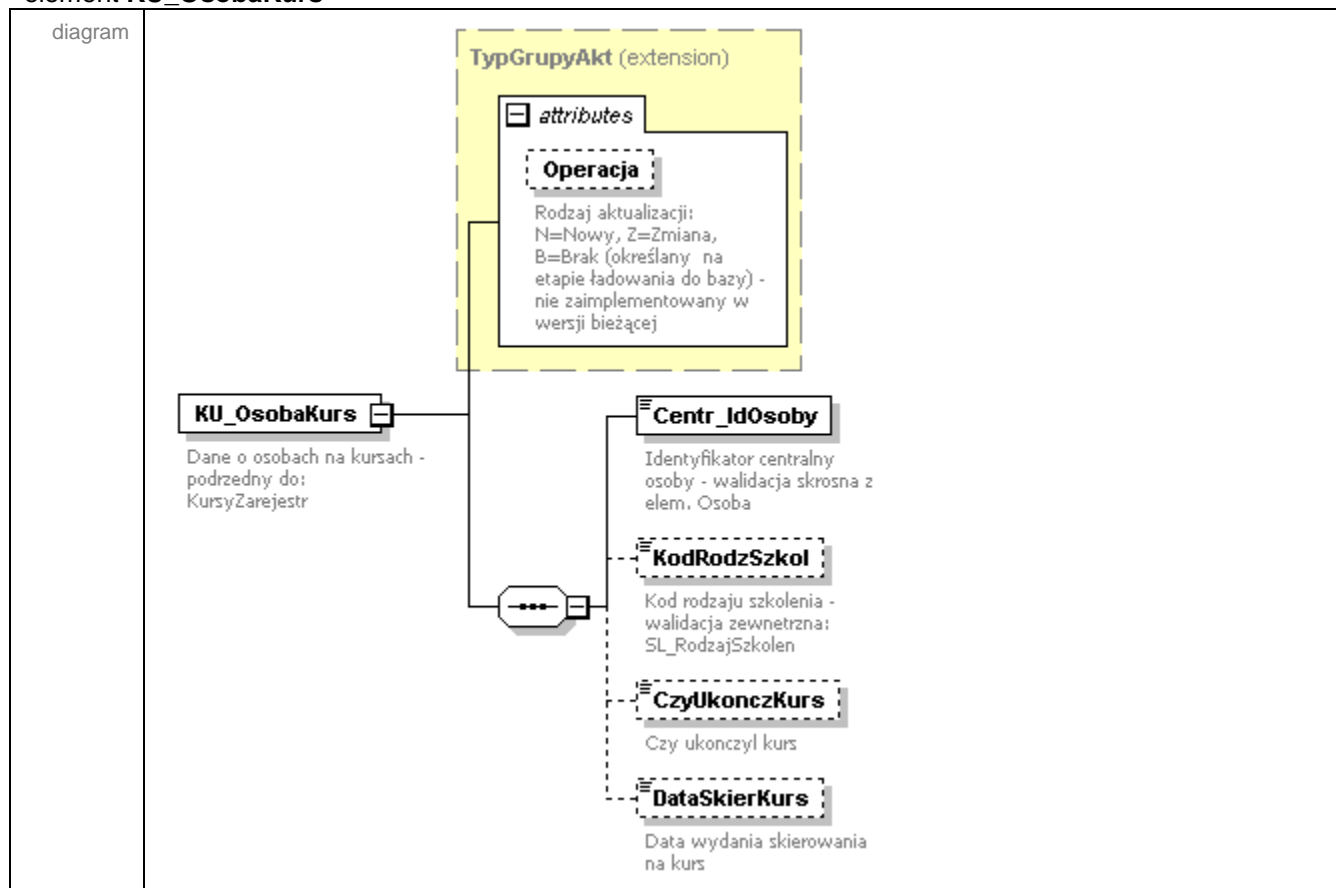 element KU_OsobaKurs
diagram
TypGrupyAkt (extension)
attributes
Operacja
Rodzaj aktualizacji:
N=Nowy, Z=Zmiana,
B=Brak (określany na
etapie ładowania do bazy) -
nie zaimplementowany w
wersji bieżącej
KU_OsobaKurs
Dane o osobach na kursach -
podrzedny do:
KursyZarejestr
Centr_IdOsoby
Identyfikator centralny
osoby - walidacja skrosna z
elem. Osoba
KodRodzSzkol
Kod rodzaju szkolenia -
walidacja zewnetrzna:
SL_RodzajSzkolen
CzyUkonczKurs
Czy ukonczyl kurs
DataSkierKurs
Data wydania skierowania
na kurs